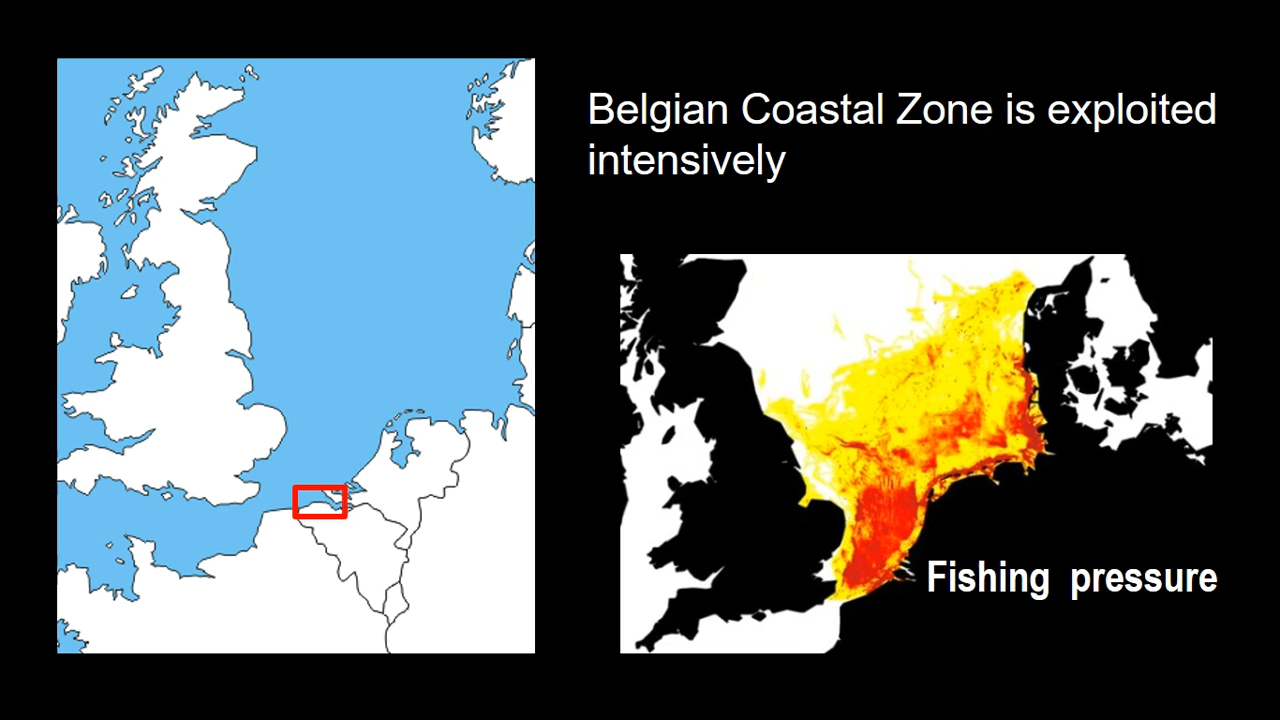 Belgian Coastal Zone is exploited
intensively
Fishing pressure